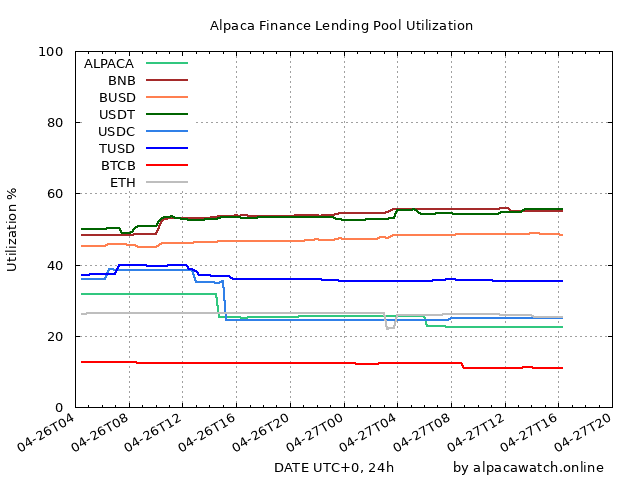 Alpaca Finance Lending Pool Utilization
100
80
60
40
20
0
Utilization %
ALPACA
BNB
BUSD
USDT
USDC
TUSD
BTCB
ETH
04-26T04
04-26T08
04-26T12
04-26T16
04-26T20
04-27T00
04-27T04
04-27T08
04-27T12
04-27T16
04-27T20
DATE UTC+0, 24h
by alpacawatch.online